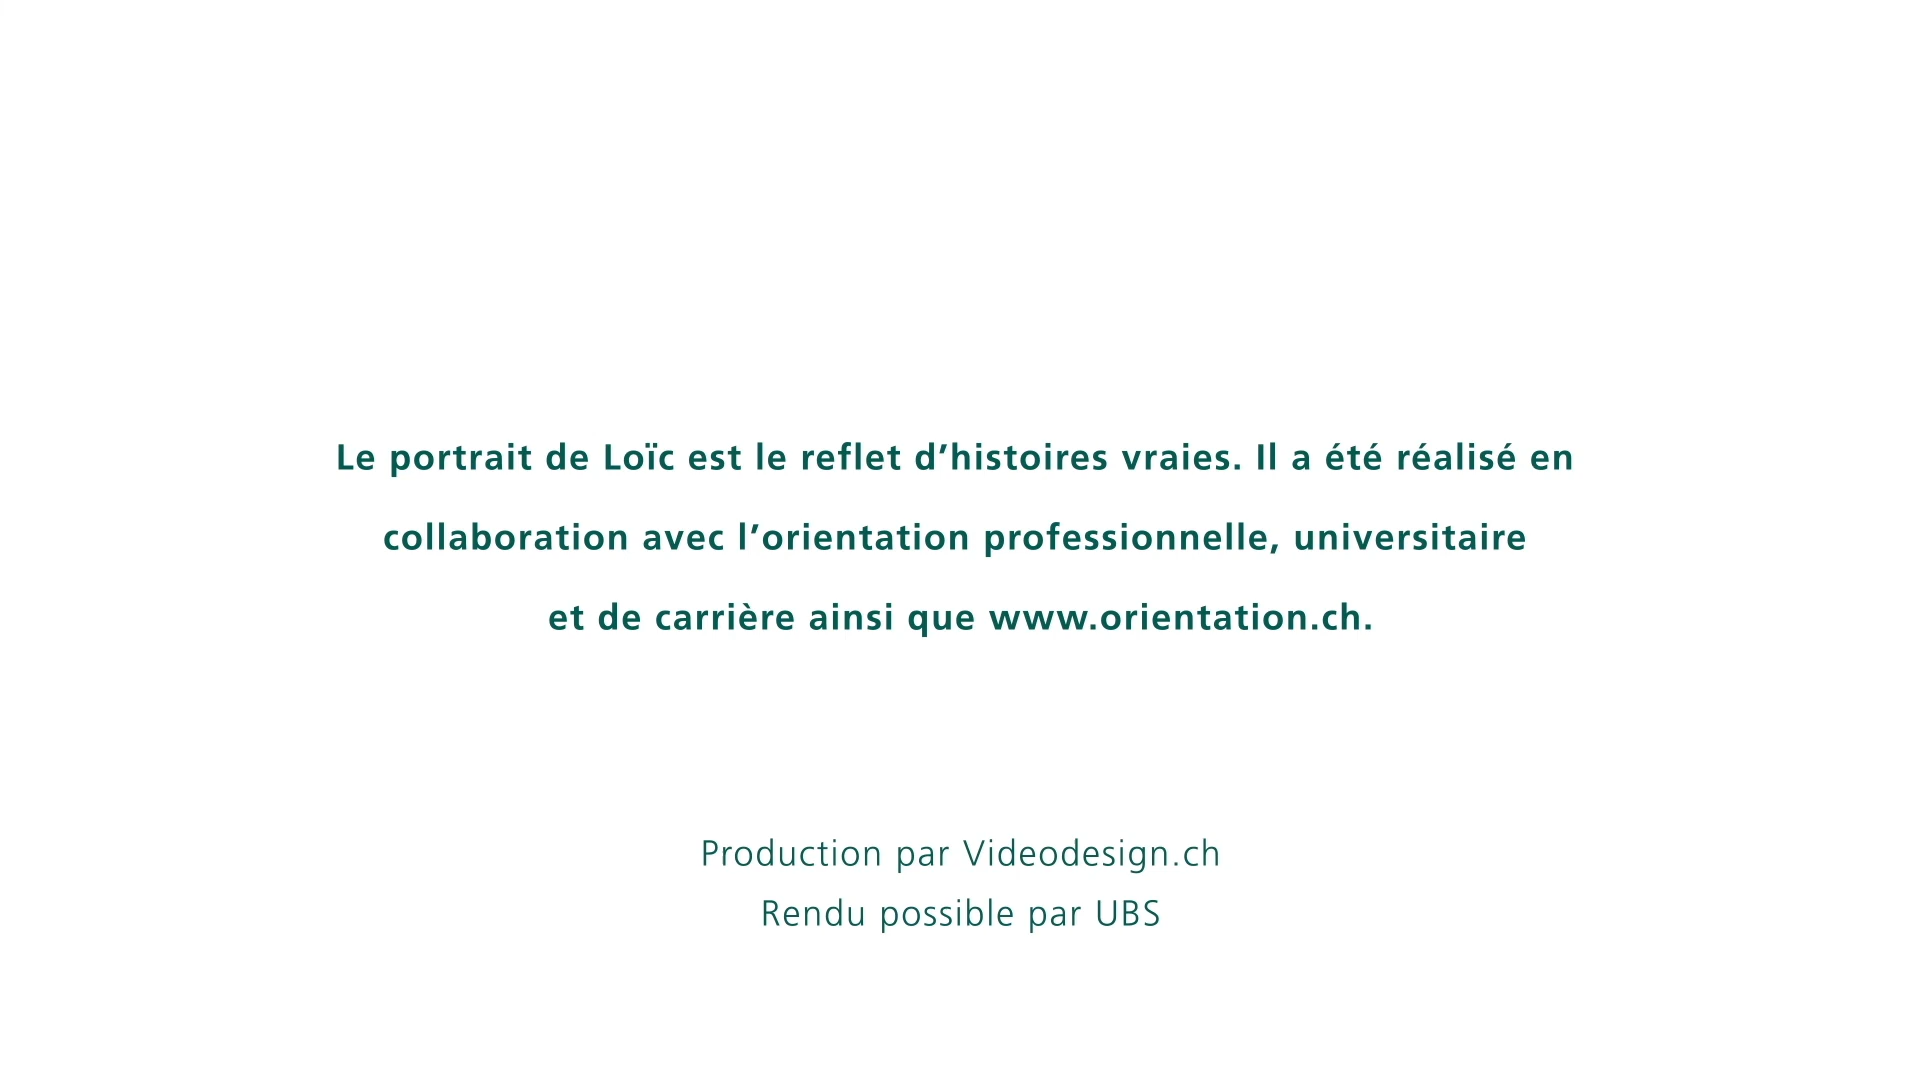 Le portrait de Loïc est le reflet d’histoires vraies. Il a été réalisé en
collaboration avec l’orientation professionnelle, universitaire
et de carrière ainsi que www.orientation.ch.
Production par Videodesign.ch
Rendu possible par UBS